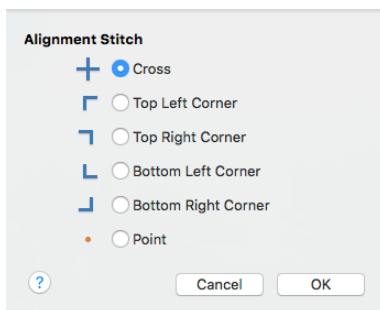 Alignment Stitch
Cross
Top Left Corner
Top Right Corner
Bottom Left Corner
Bottom Right Corner
Point
? Cancel OK